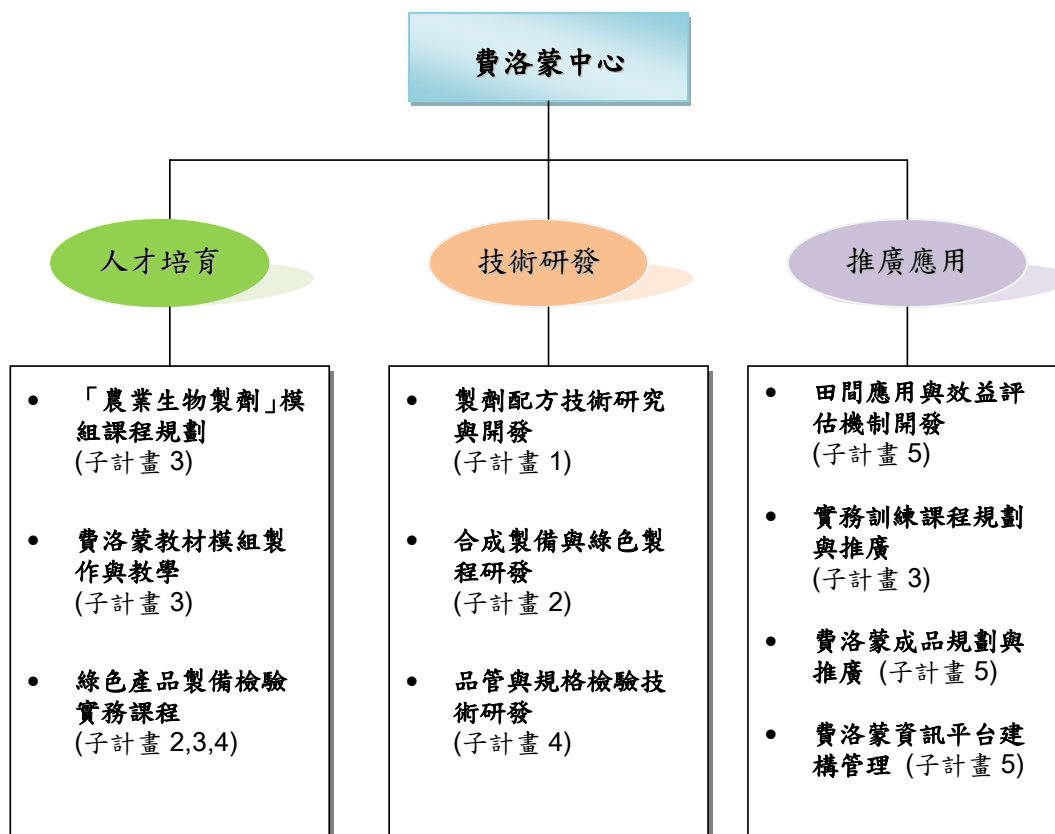 費洛蒙中心
人才培育
技術研發
推廣應用
• 「農業生物製劑」模
組課程規劃
(子計畫 3)
• 費洛蒙教材模組製
作與教學
(子計畫 3)
• 綠色產品製備檢驗
實務課程
(子計畫 2,3,4)
• 製劑配方技術研究
與開發
(子計畫 1)
• 合成製備與綠色製
程研發
(子計畫 2)
• 品管與規格檢驗技
術研發
(子計畫 4)
• 田間應用與效益評
估機制開發
(子計畫 5)
• 實務訓練課程規劃
與推廣
(子計畫 3)
• 費洛蒙成品規劃與
推廣 (子計畫 5)
• 費洛蒙資訊平台建
構管理 (子計畫 5)